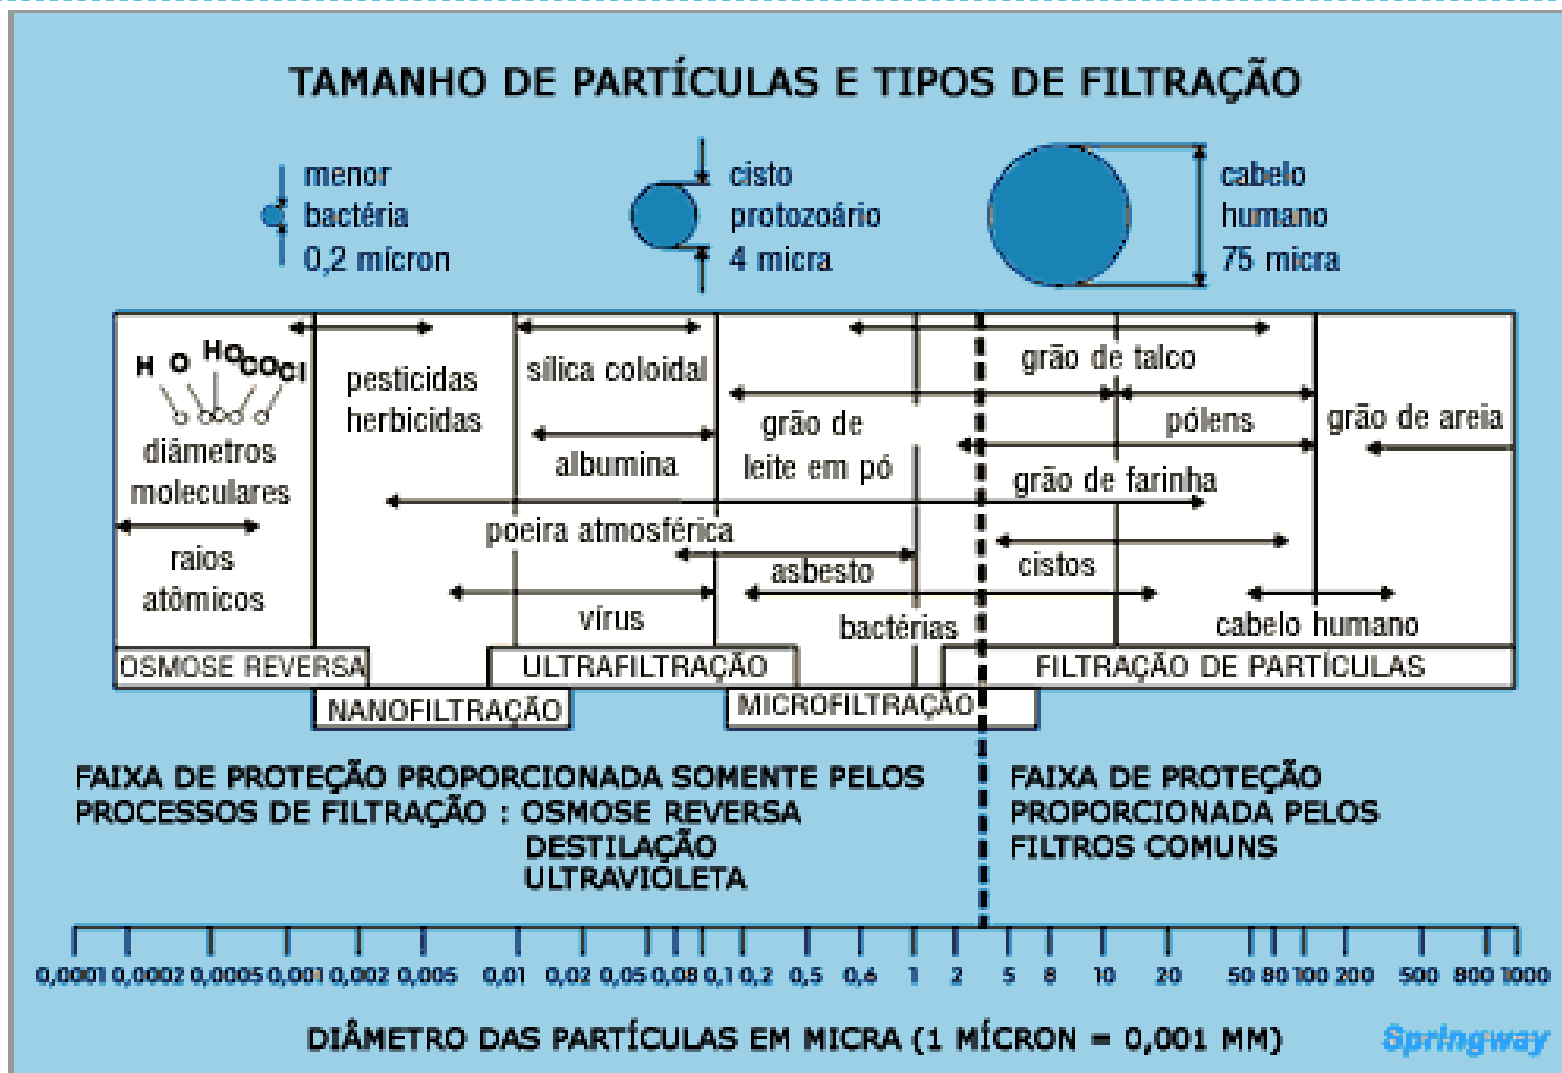 TAMANHO DE PARTÍCULAS E TIPOS DE FILTRAÇÃO
menor
bactéria
0,2 mícron
cisto
protozoário
4 micra
cabelo
humano
75 micra
H O HO CO Cl
diâmetros
moleculares
raios
atômicos
pesticidas
herbicidas
sílica coloidal
albumina
poeira atmosférica
vírus
grão de
leite em pó
asbesto
bactérias
grão de talco
pólens
grão de farinha
cistos
cabelo humano
grão de areia
OSMOSE REVERSA
NANOFILTRAÇÃO
ULTRAFILTRAÇÃO
MICROFILTRAÇÃO
FILTRAÇÃO DE PARTÍCULAS
FAIXA DE PROTEÇÃO PROPORCIONADA SOMENTE PELOS
PROCESSOS DE FILTRAÇÃO : OSMOSE REVERSA
DESTILAÇÃO
ULTRAVIOLETA
FAIXA DE PROTEÇÃO
PROPORCIONADA PELOS
FILTROS COMUNS
0,0001 0,0002 0,0005 0,001 0,002 0,005 0,01 0,02 0,05 0,08 0,1 0,2 0,5 0,6 1 2 5 8 10 20 50 80 100 200 500 800 1000
DIÂMETRO DAS PARTÍCULAS EM MICRA (1 MÍCRON = 0,001 MM)
Springway